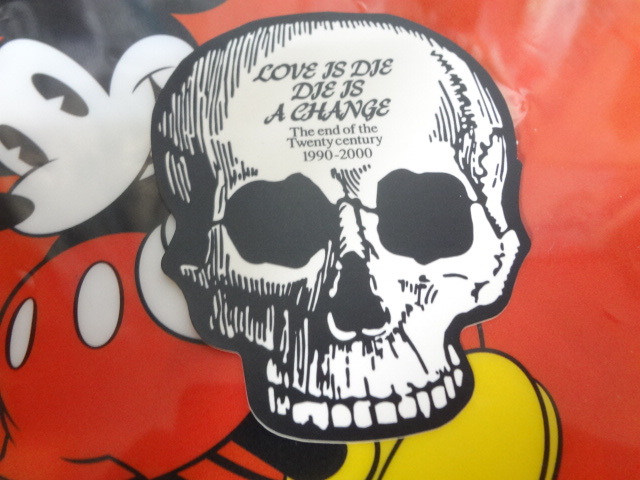 LOVE IS DIE
DIE IS
A CHANGE
The end of the
Twenty century
1990-2000